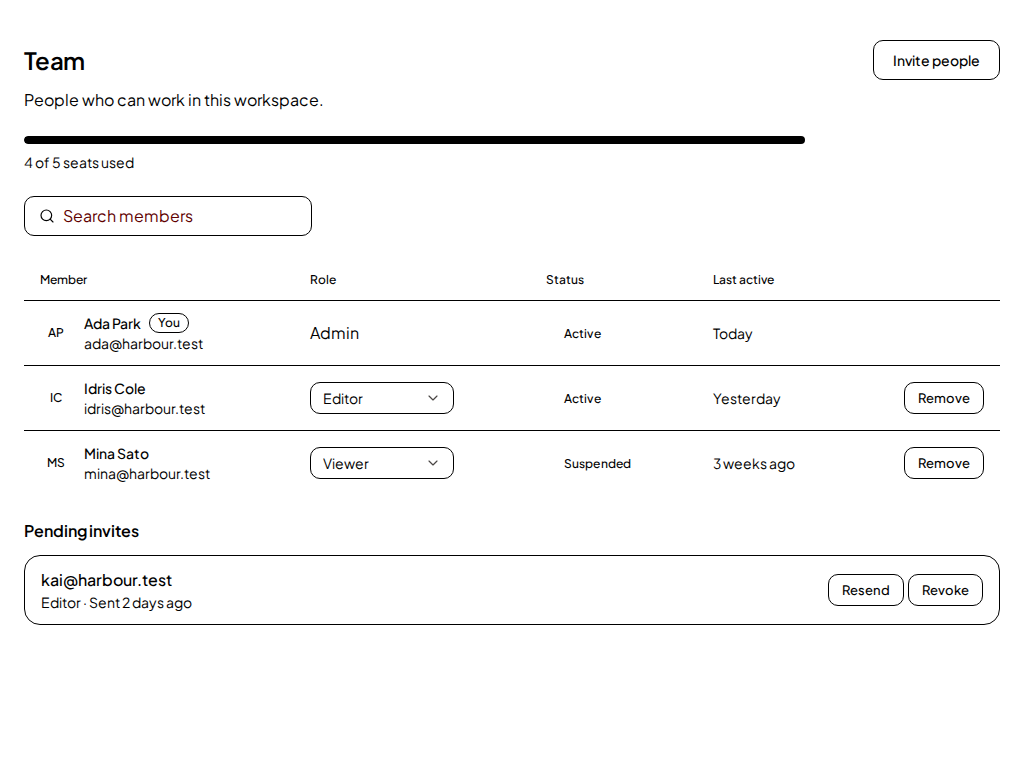 Team
Invite people
People who can work in this workspace.
4 of 5 seats used
Search members
Member Role Status Last active
AP Ada Park You Admin Active Today
ada@harbour.test
IC Idris Cole Editor Active Yesterday Remove
idris@harbour.test
MS Mina Sato Viewer Suspended 3 weeks ago Remove
mina@harbour.test
Pending invites
kai@harbour.test
Editor · Sent 2 days ago
Resend Revoke